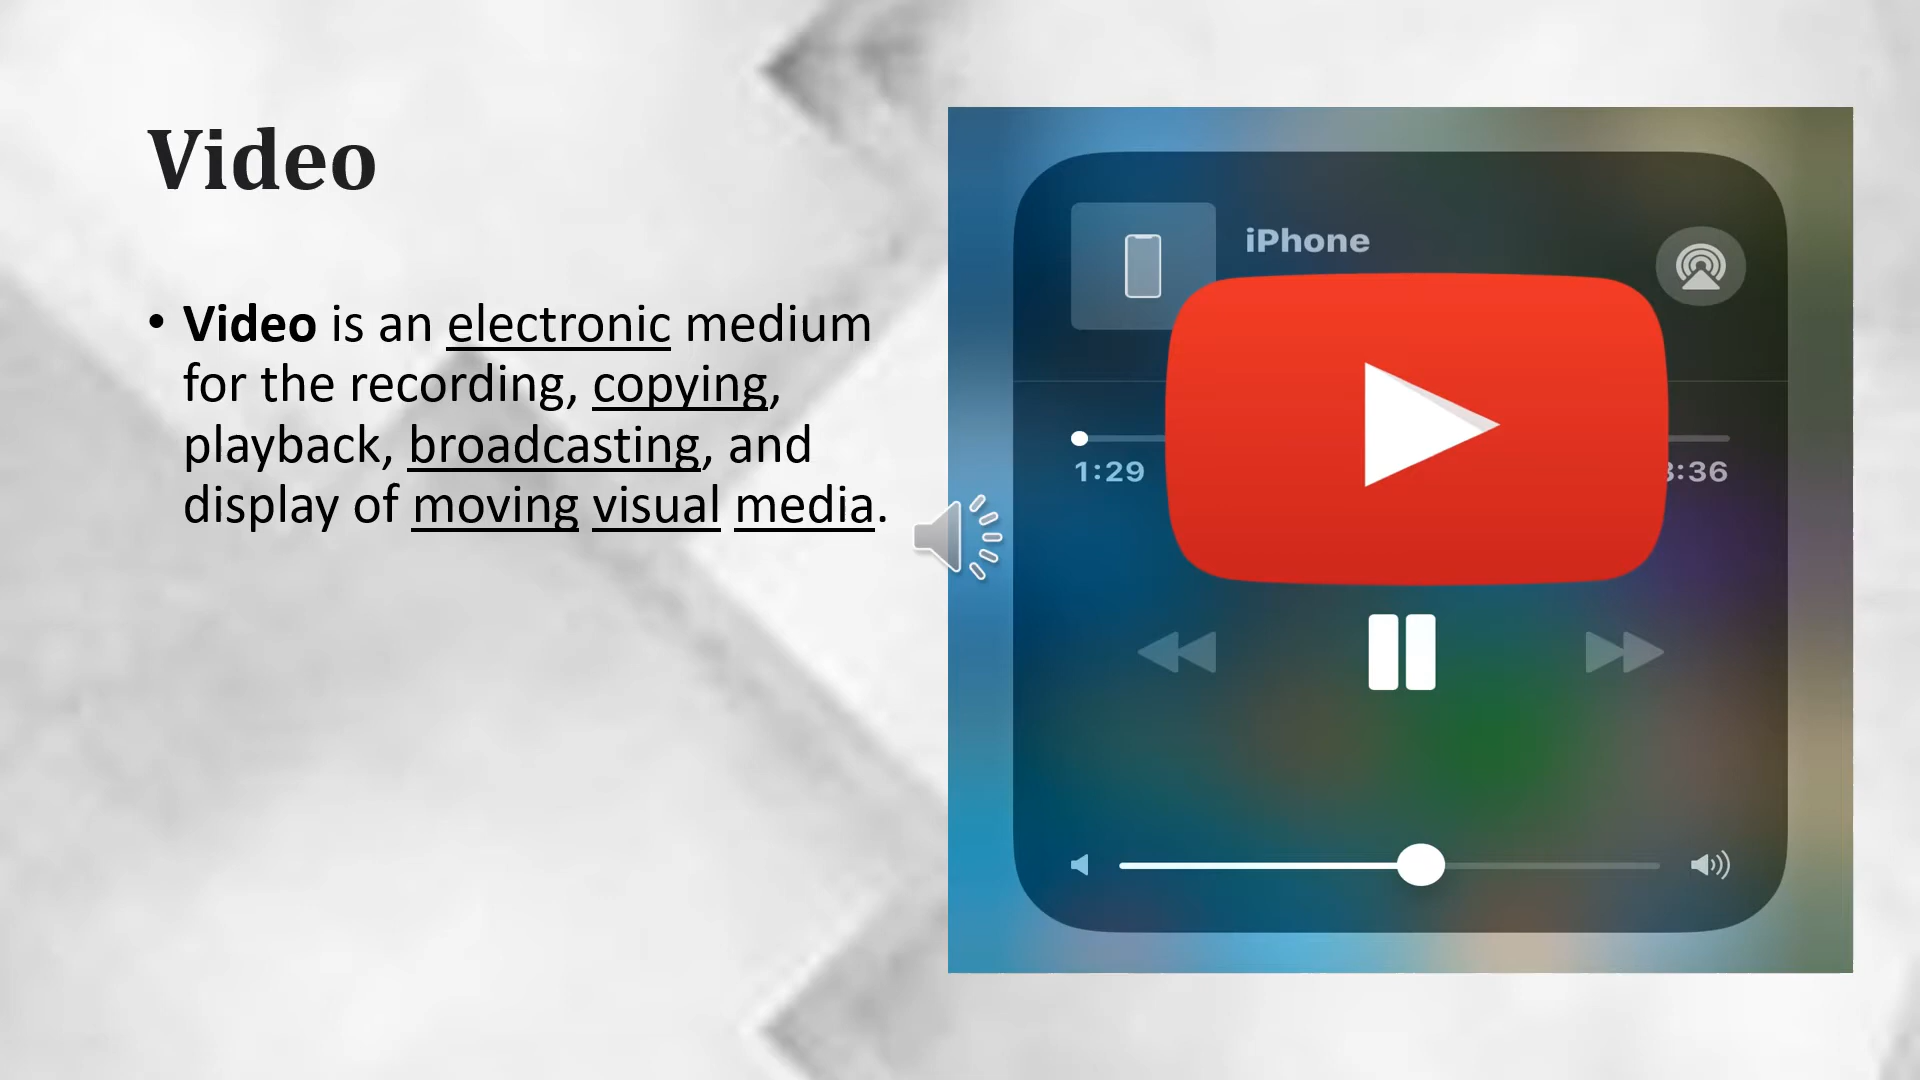 Video
• Video is an electronic medium
for the recording, copying,
playback, broadcasting, and
display of moving visual media.
iPhone
1:29
:36